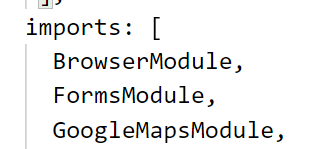 ],
imports: [
BrowserModule,
FormsModule,
GoogleMapsModule,